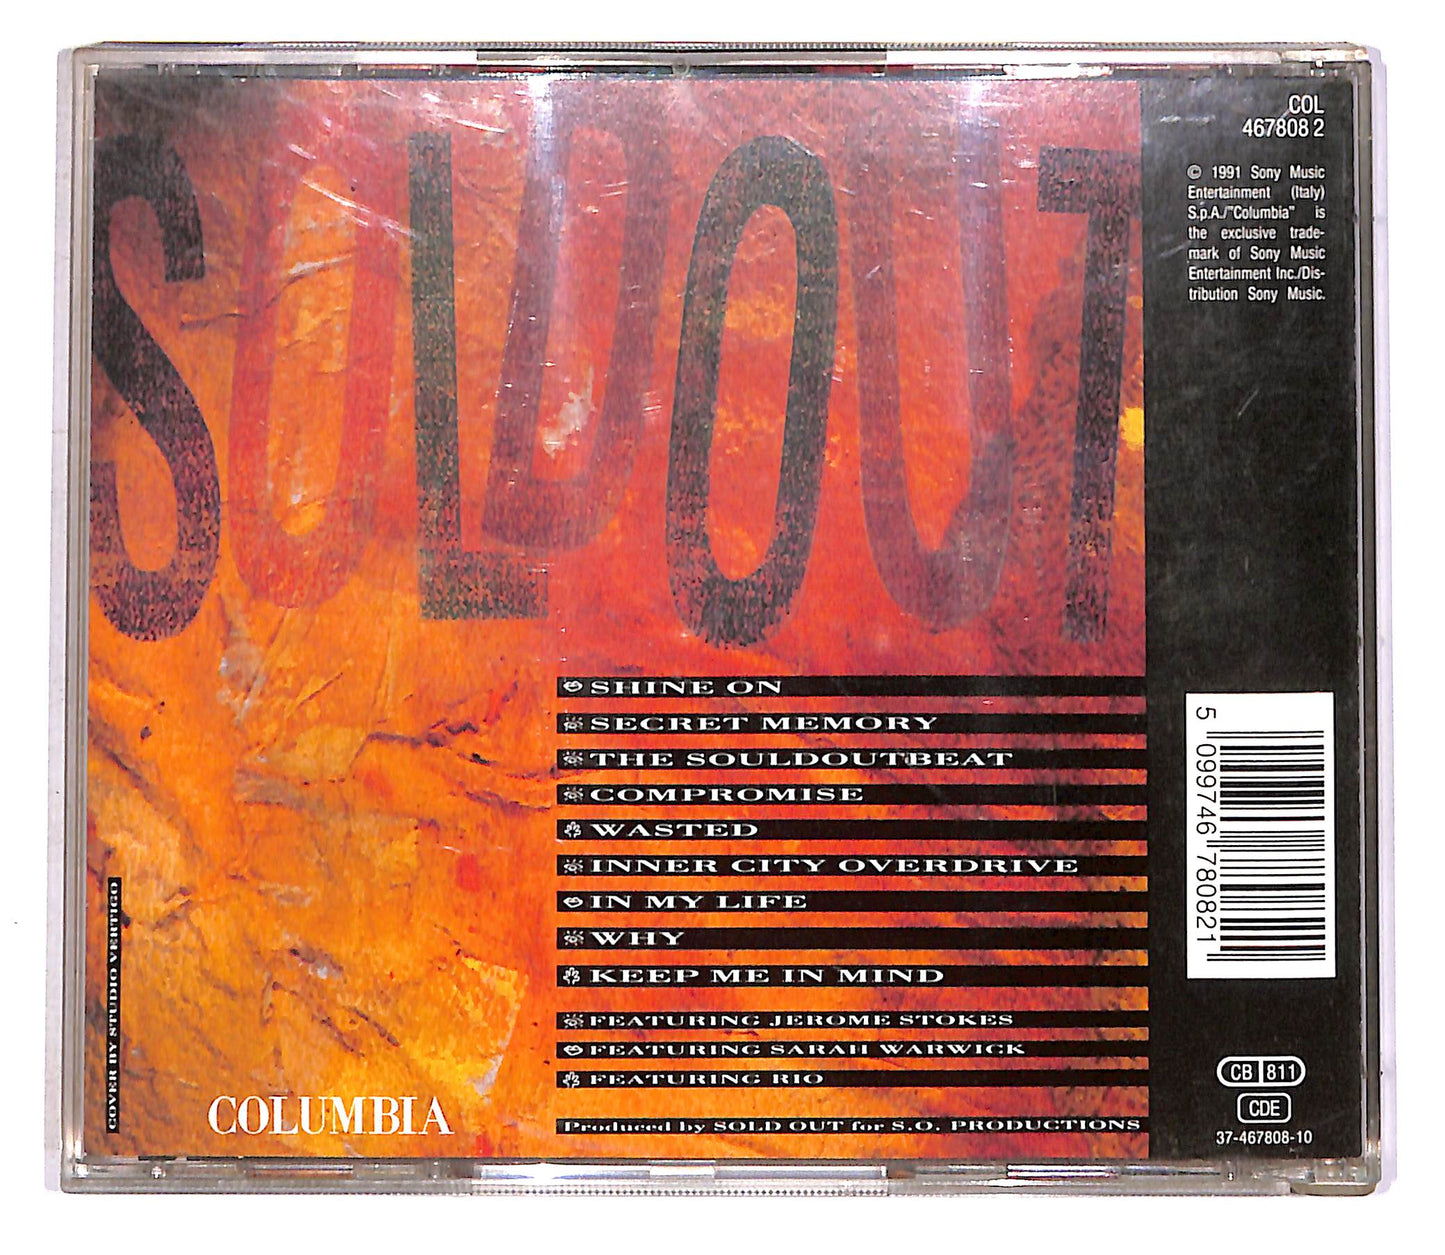 SOULDOUT
COL
467808 2
© 1991 Sony Music
Entertainment (Italy)
S.p.A./"Columbia" is
the exclusive trade-
mark of Sony Music
Entertainment Inc./Dis-
tribution Sony Music.
SHINE ON
SECRET MEMORY
THE SOULDOUTBEAT
COMPROMISE
WASTED
INNER CITY OVERDRIVE
IN MY LIFE
WHY
KEEP ME IN MIND
FEATURING JEROME STOKES
FEATURING SARAH WARWICK
FEATURING RIO
Produced by SOLD OUT for S.O. PRODUCTIONS
COLUMBIA
COVER BY STUDIO VERTIGO
5 099746 780821
CB 811
CDE
37-467808-10